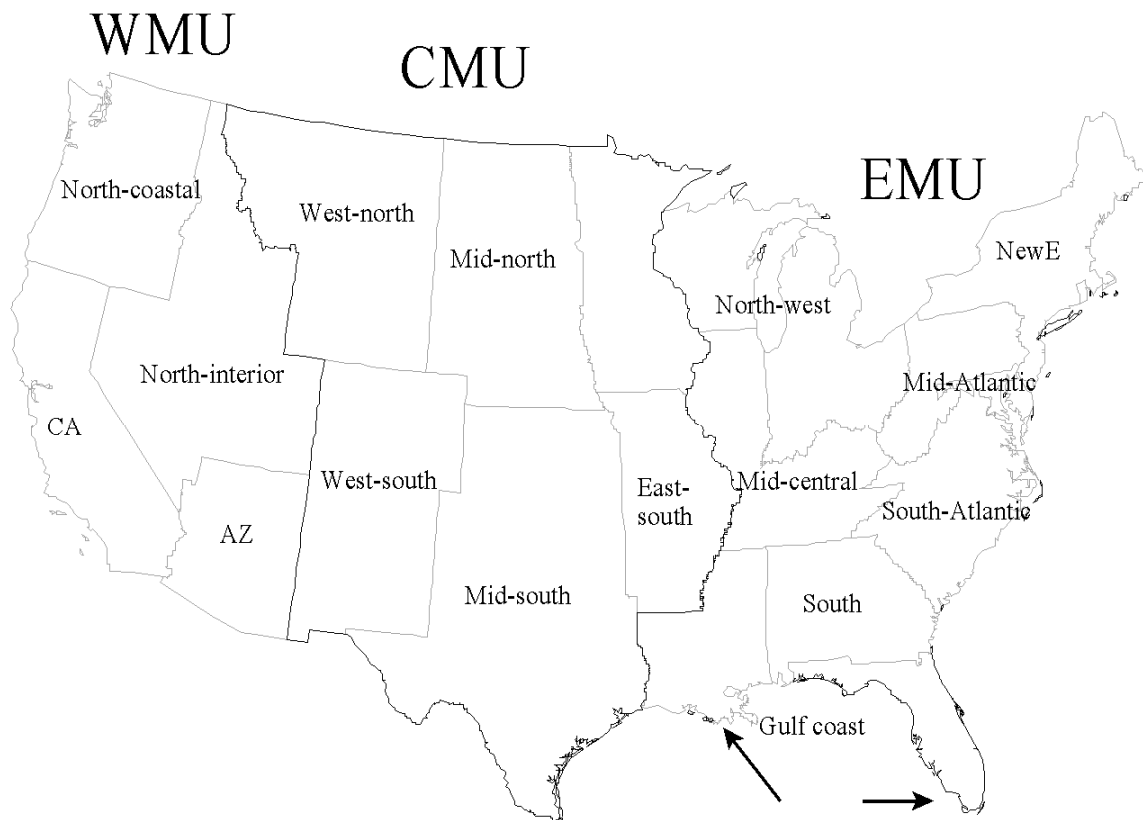 WMU
CMU
EMU
North-coastal
West-north
Mid-north
NewE
North-west
North-interior
Mid-Atlantic
CA
West-south
Mid-central
East-
south
South-Atlantic
AZ
Mid-south
South
Gulf coast